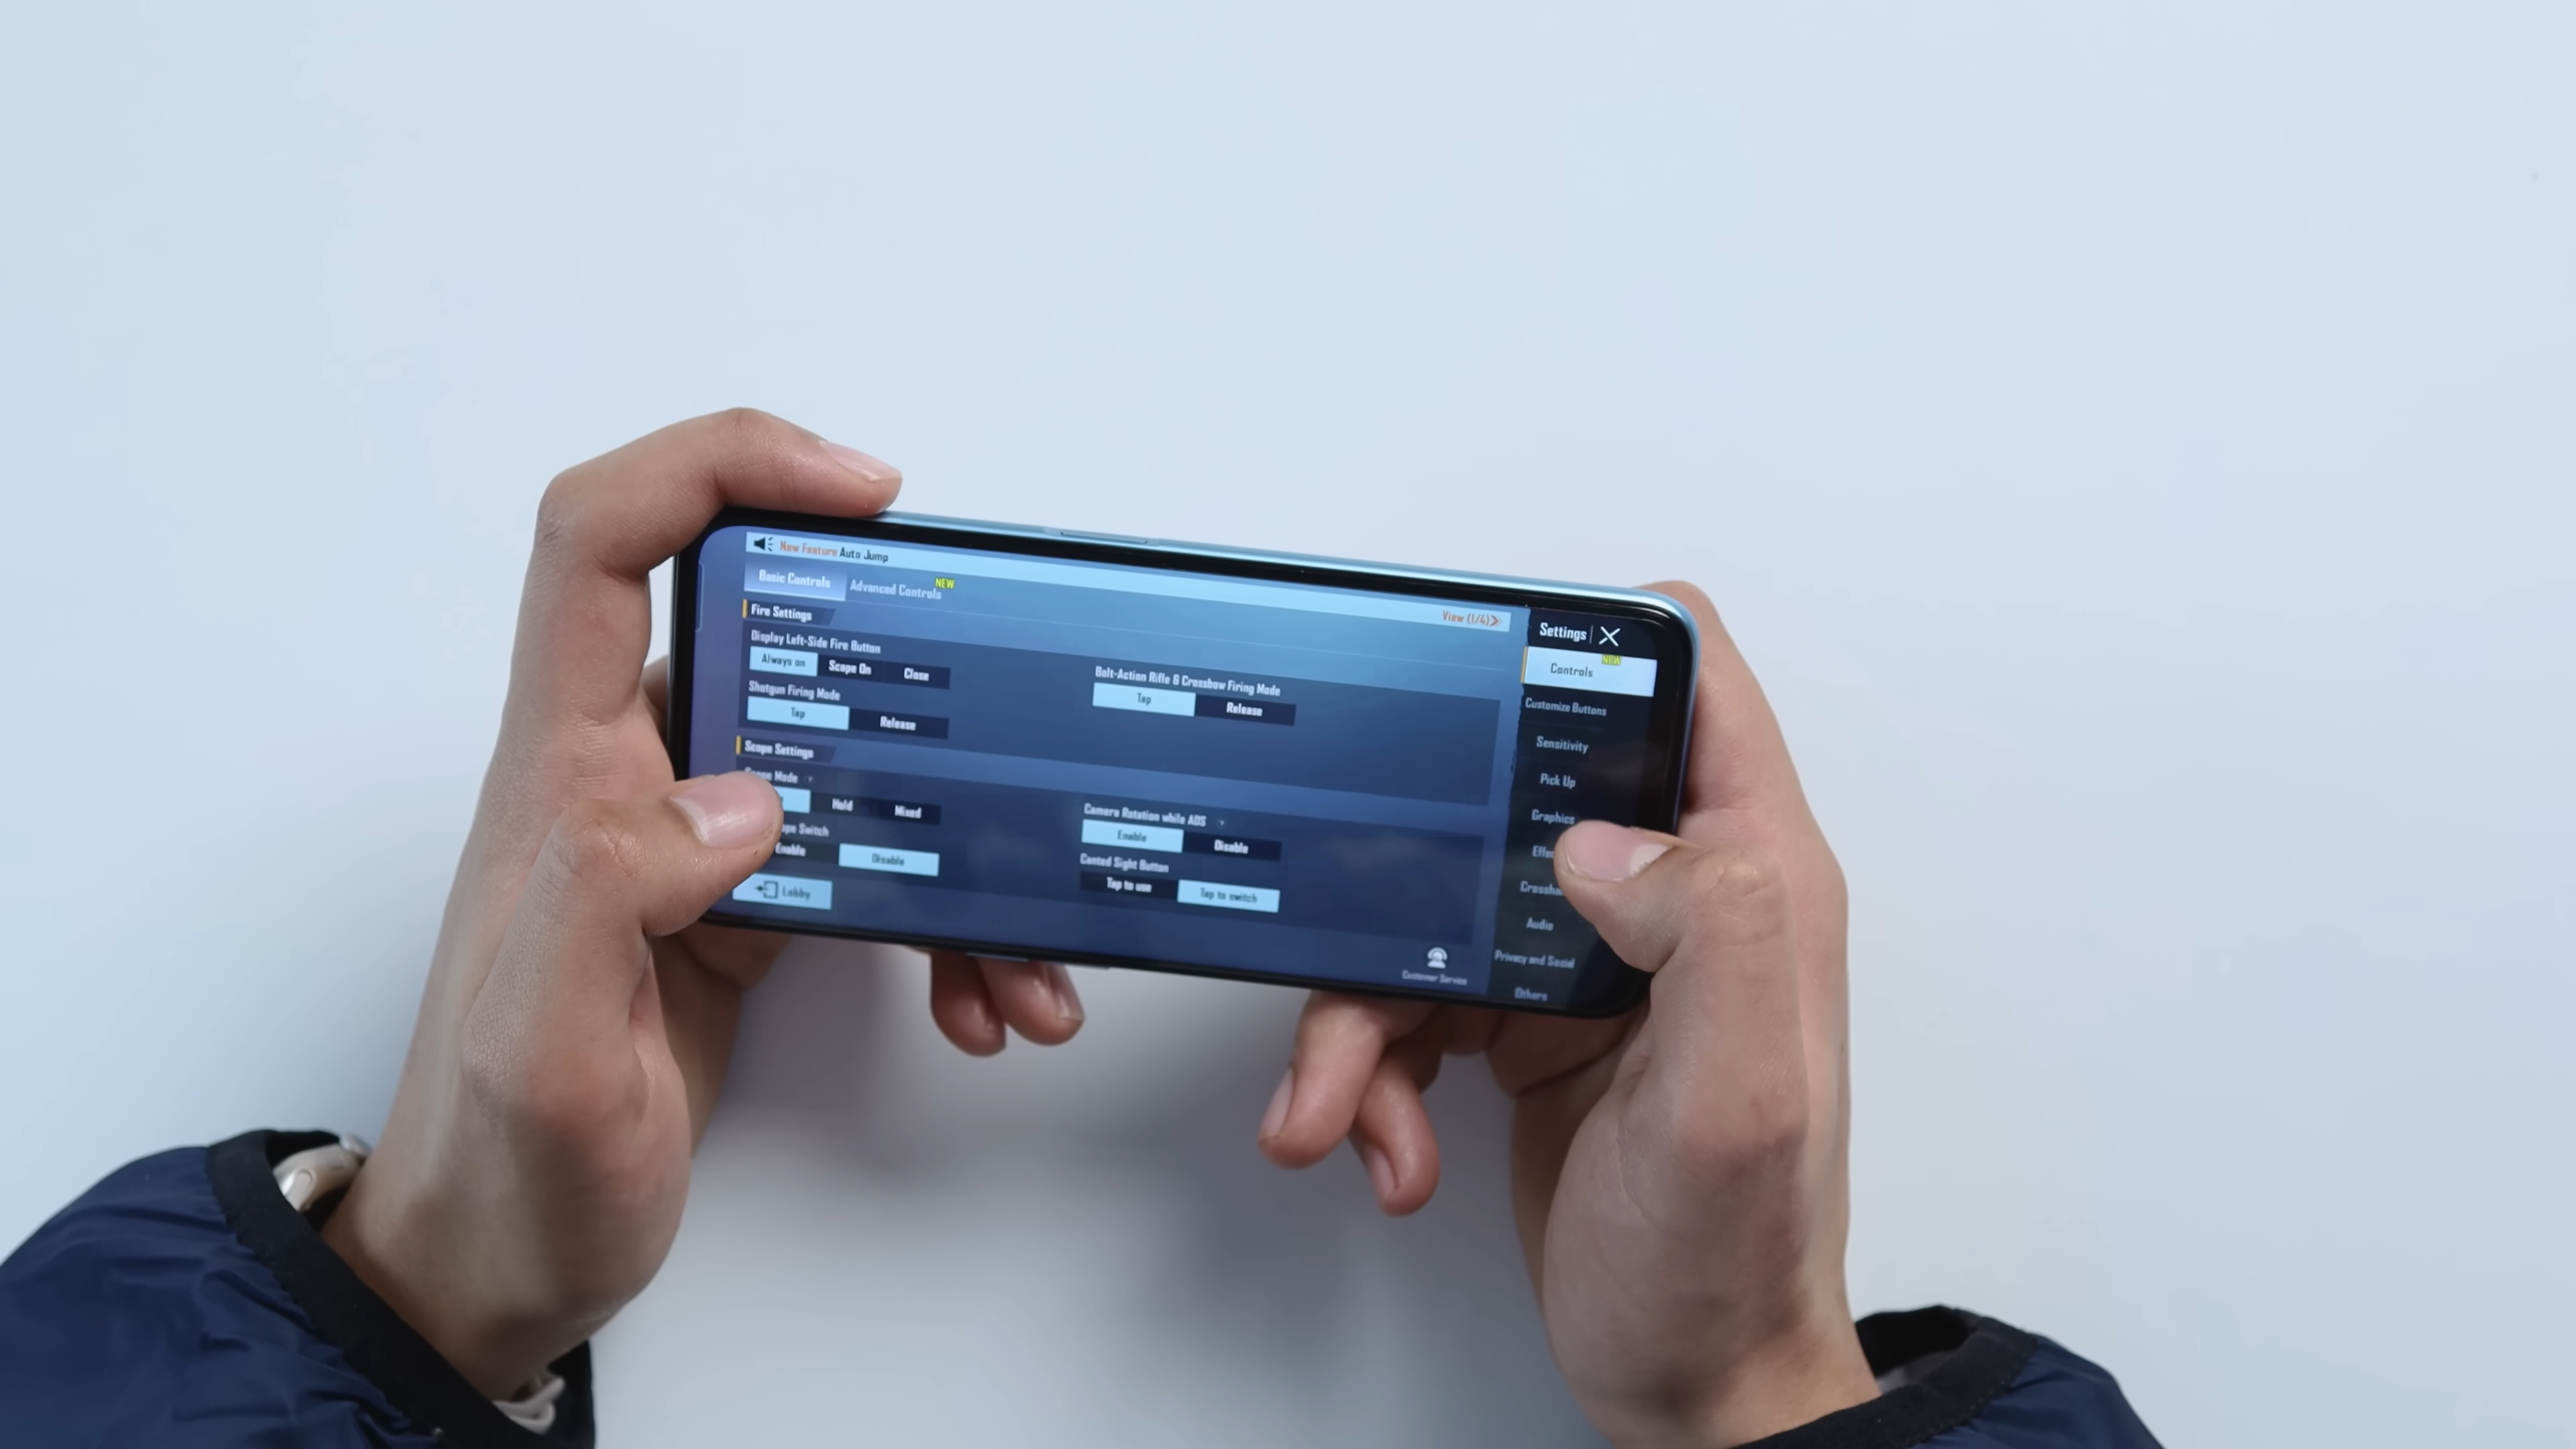 New Feature Auto Jump
View (1/4)
Basic Controls
Advanced Controls
NEW
Fire Settings
Display Left-Side Fire Button
Always on
Scope On
Close
Bolt-Action Rifle & Crossbow Firing Mode
Tap
Release
Shotgun Firing Mode
Tap
Release
Scope Settings
Mode
Hold
Mixed
Camera Rotation while ADS
Enable
Disable
Switch
Enable
Disable
Canted Sight Button
Tap to use
Tap to switch
Lobby
Customer Service
Settings
Controls
NEW
Customize Buttons
Sensitivity
Pick Up
Graphics
Audio
Privacy and Social
Others